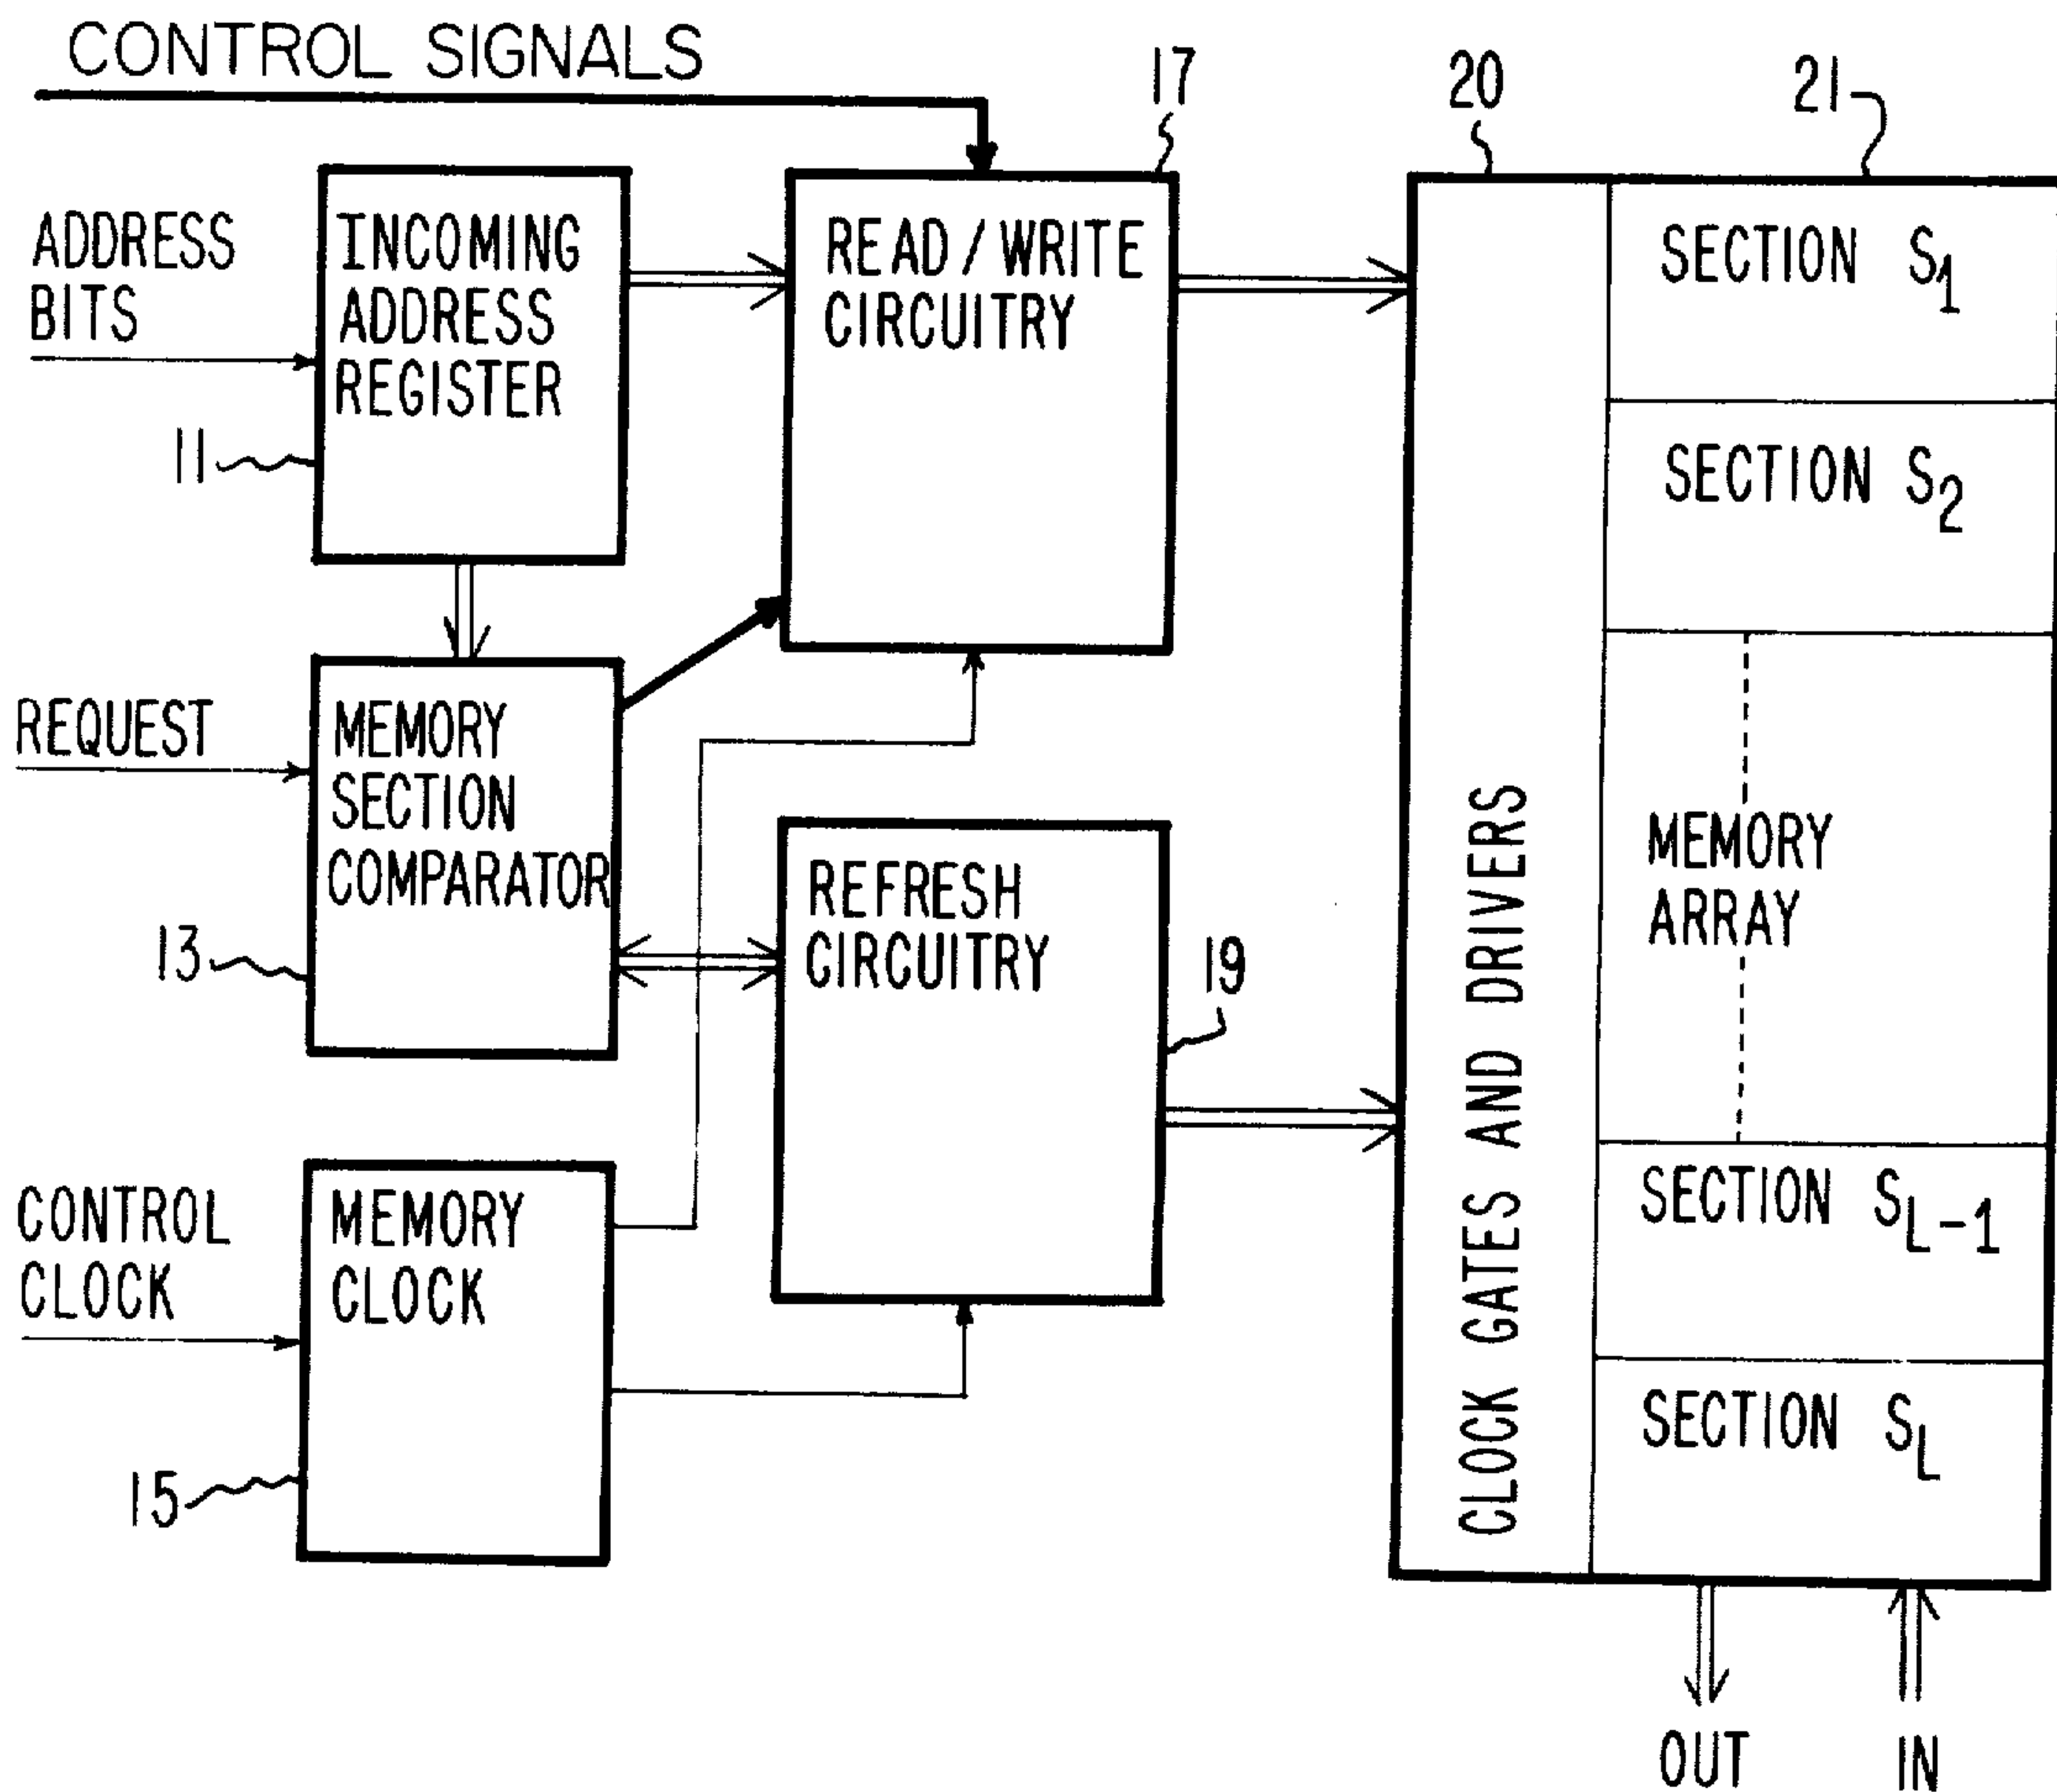 CONTROL SIGNALS
17
20
21
ADDRESS
BITS
INCOMING
ADDRESS
REGISTER
11
READ/WRITE
CIRCUITRY
SECTION S1
SECTION S2
REQUEST
MEMORY
SECTION
COMPARATOR
13
REFRESH
CIRCUITRY
19
CLOCK GATES AND DRIVERS
MEMORY
ARRAY
CONTROL
CLOCK
MEMORY
CLOCK
15
SECTION SL-1
SECTION SL
OUT
IN